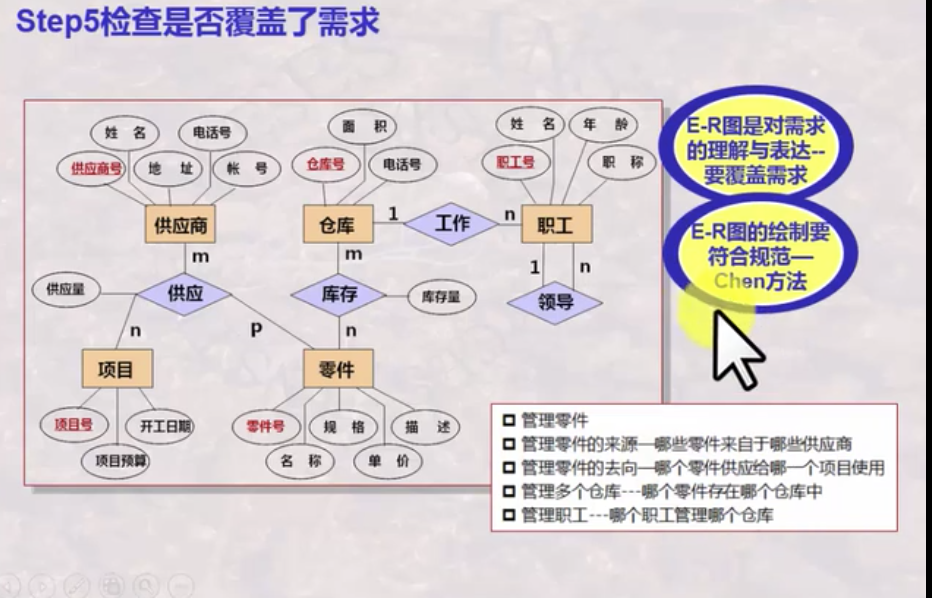 Step5检查是否覆盖了需求
姓 名
电话号
供应商号
地 址
帐 号
面 积
仓库号
电话号
姓 名
年 龄
职工号
职 称
E-R图是对需求
的理解与表达--
要覆盖需求
供应商
仓库
1
工作
n
职工
E-R图的绘制要
符合规范—
Chen方法
m
m
1
n
供应量
供应
库存
库存量
领导
n
p
n
项目
零件
项目号
开工日期
项目预算
零件号
规 格
描 述
名 称
单 价
管理零件
管理零件的来源—哪些零件来自于哪些供应商
管理零件的去向—哪个零件供应给哪一个项目使用
管理多个仓库---哪个零件存在哪个仓库中
管理职工---哪个职工管理哪个仓库